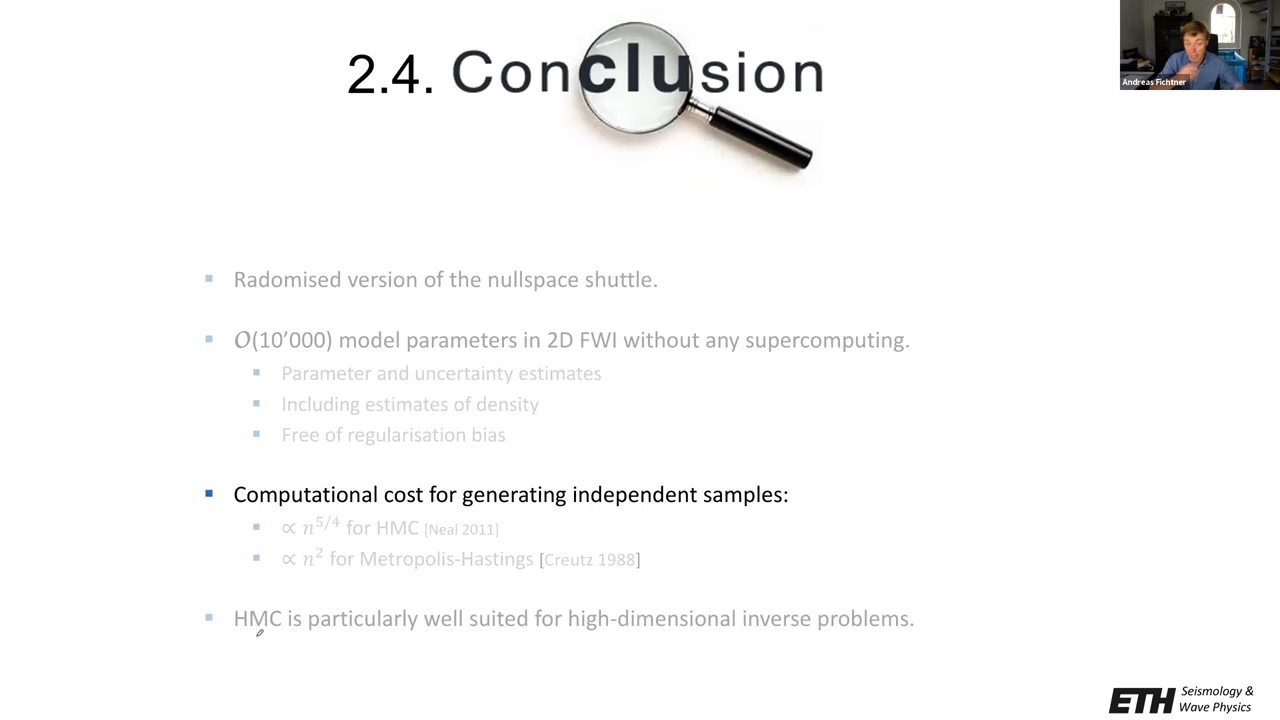 2.4. Conclusion
Andreas Fichtner
▪ Radomised version of the nullspace shuttle.
▪ 𝒪(10’000) model parameters in 2D FWI without any supercomputing.
▪ Parameter and uncertainty estimates
▪ Including estimates of density
▪ Free of regularisation bias
▪ Computational cost for generating independent samples:
▪ ∝ n^{5/4} for HMC [Neal 2011]
▪ ∝ n² for Metropolis-Hastings [Creutz 1988]
▪ HMC is particularly well suited for high-dimensional inverse problems.
ETH Seismology &
Wave Physics